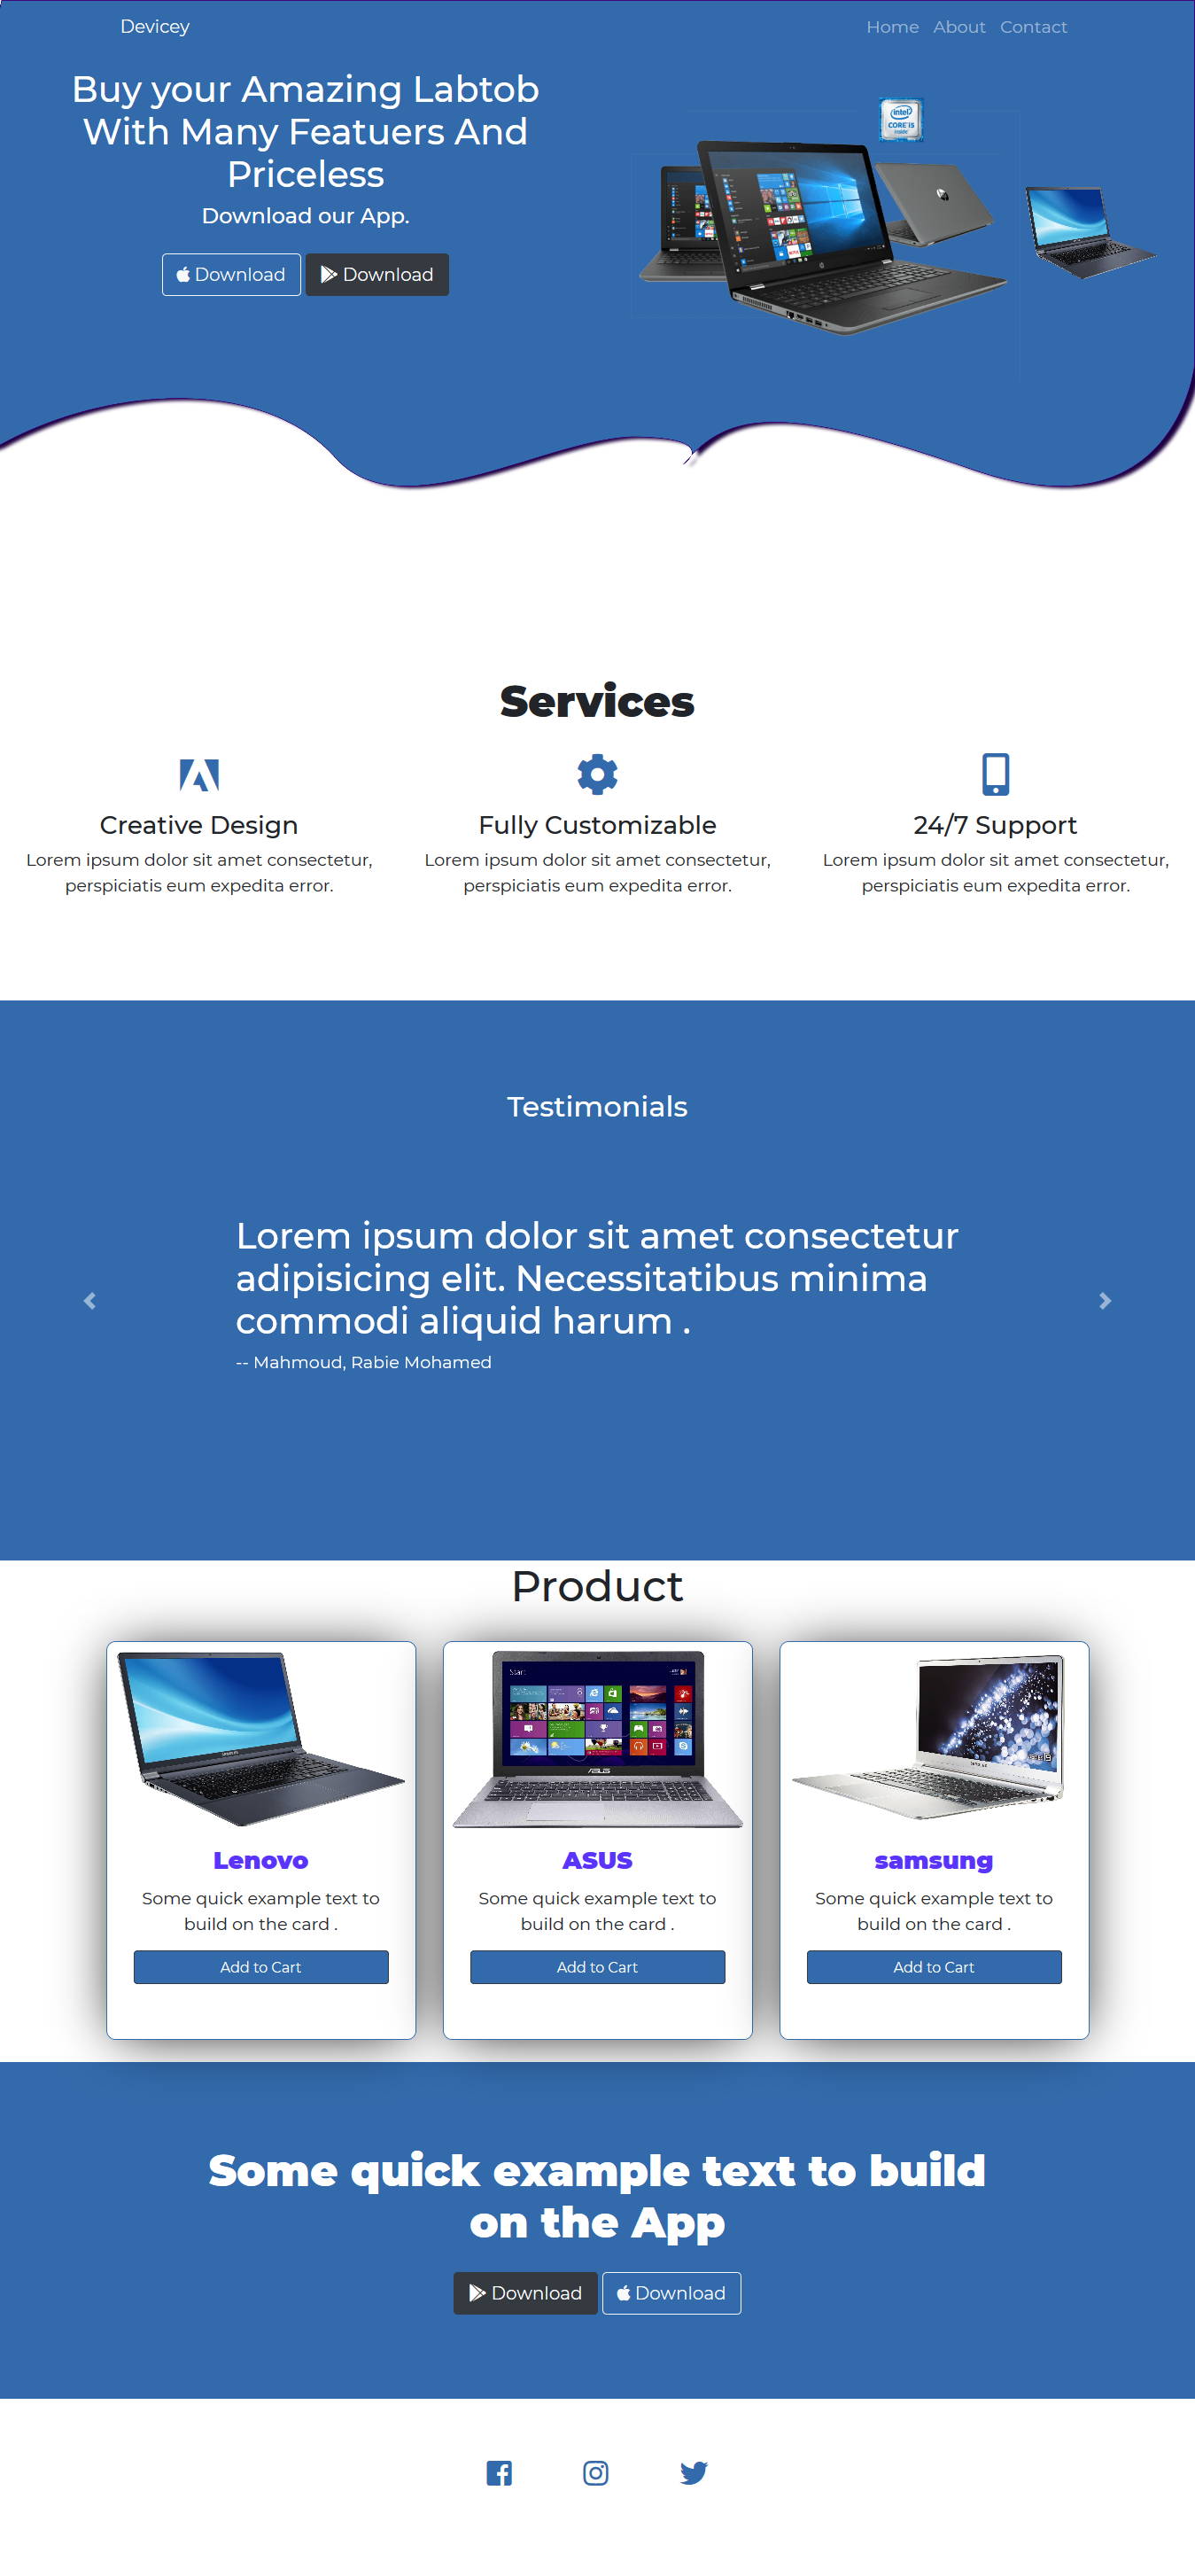 Devicey
Home About Contact
Buy your Amazing Labtob
With Many Featuers And
Priceless
Download our App.
Download Download
intel
CORE i5
inside
Services
Creative Design
Lorem ipsum dolor sit amet consectetur,
perspiciatis eum expedita error.
Fully Customizable
Lorem ipsum dolor sit amet consectetur,
perspiciatis eum expedita error.
24/7 Support
Lorem ipsum dolor sit amet consectetur,
perspiciatis eum expedita error.
Testimonials
Lorem ipsum dolor sit amet consectetur
adipisicing elit. Necessitatibus minima
commodi aliquid harum .
-- Mahmoud, Rabie Mohamed
Product
Lenovo
Some quick example text to
build on the card .
Add to Cart
Start
ASUS
ASUS
Some quick example text to
build on the card .
Add to Cart
samsung
Some quick example text to
build on the card .
Add to Cart
Some quick example text to build
on the App
Download Download